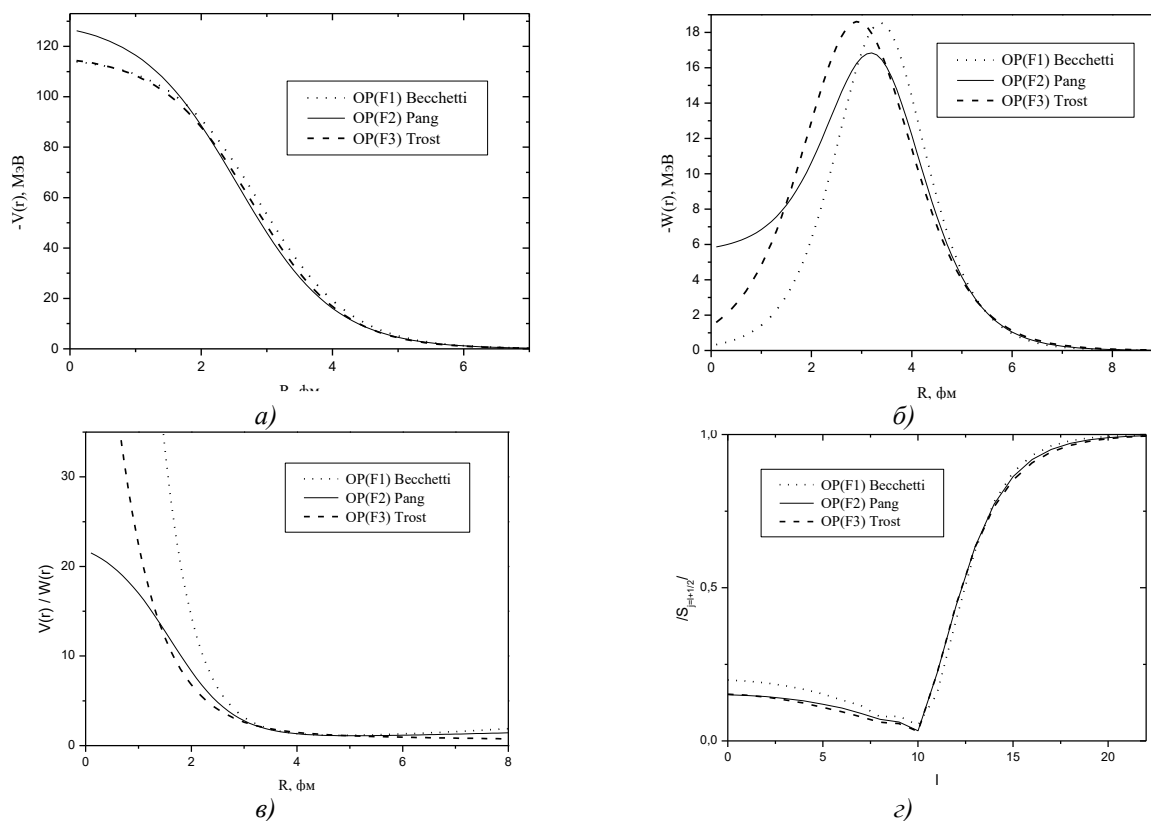 120
100
80
60
40
20
0
-V(r), МэВ
OP(F1) Becchetti
OP(F2) Pang
OP(F3) Trost
0 2 4 6
R, фм
а)
18
16
14
12
10
8
6
4
2
0
-W(r), МэВ
OP(F1) Becchetti
OP(F2) Pang
OP(F3) Trost
0 2 4 6 8
R, фм
б)
30
20
10
0
V(r) / W(r)
OP(F1) Becchetti
OP(F2) Pang
OP(F3) Trost
0 2 4 6 8
R, фм
в)
1,0
0,5
0,0
/S_{j=l+1/2}/
OP(F1) Becchetti
OP(F2) Pang
OP(F3) Trost
0 5 10 15 20
l
г)